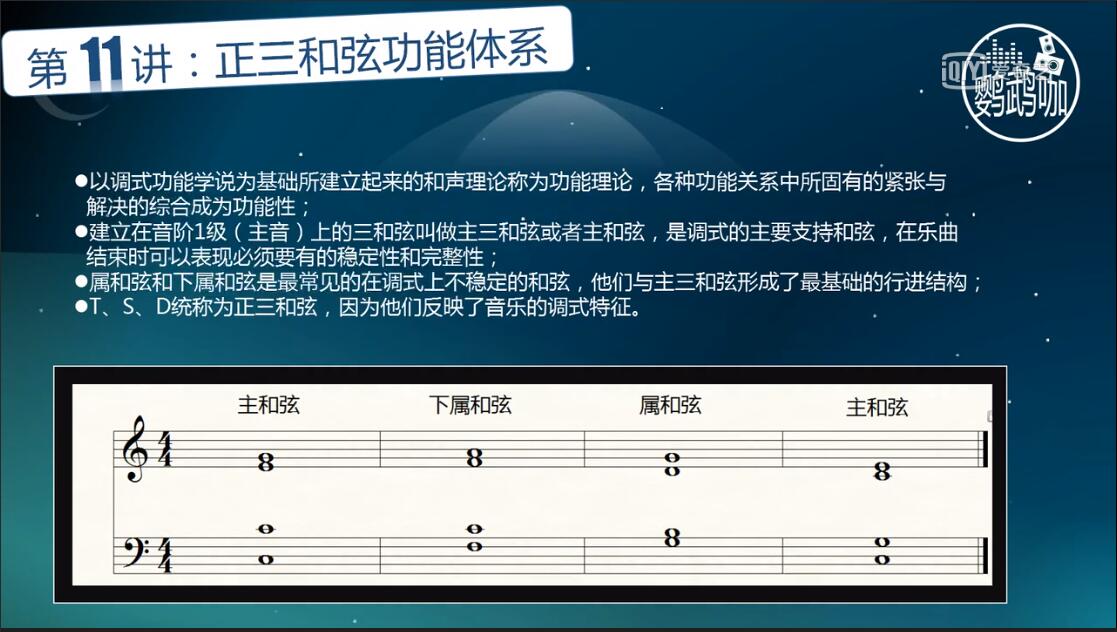 第11讲：正三和弦功能体系
iQIYI 爱奇艺
鹦鹉咖
●以调式功能学说为基础所建立起来的和声理论称为功能理论，各种功能关系中所固有的紧张与
解决的综合成为功能性；
●建立在音阶1级（主音）上的三和弦叫做主三和弦或者主和弦，是调式的主要支持和弦，在乐曲
结束时可以表现必须要有的稳定性和完整性；
●属和弦和下属和弦是最常见的在调式上不稳定的和弦，他们与主三和弦形成了最基础的行进结构；
●T、S、D统称为正三和弦，因为他们反映了音乐的调式特征。
主和弦 下属和弦 属和弦 主和弦
4 4
4 4